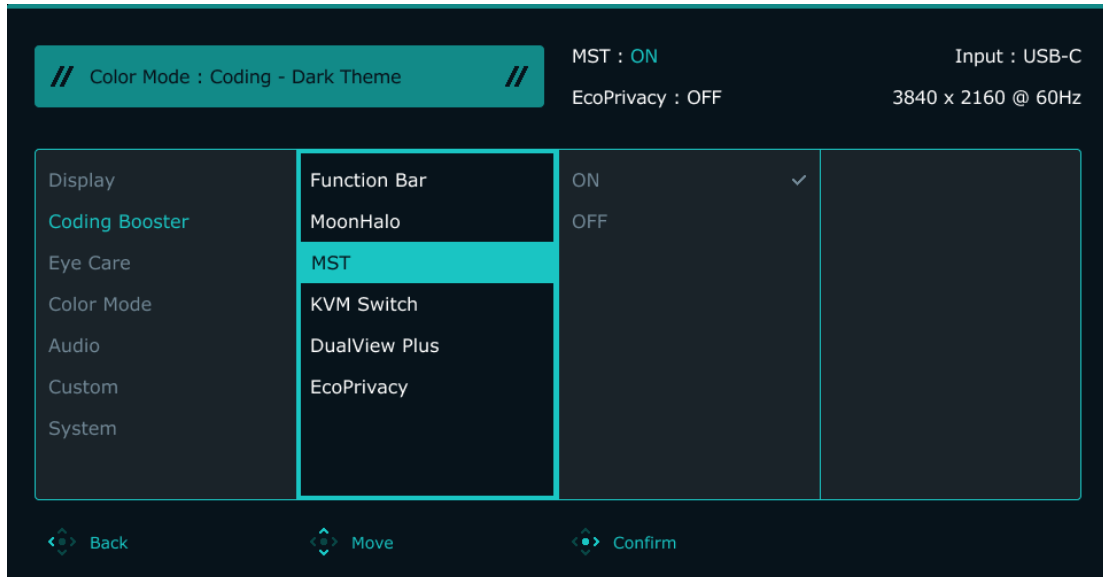 // Color Mode : Coding - Dark Theme //
MST : ON
Input : USB-C
EcoPrivacy : OFF
3840 x 2160 @ 60Hz
Display
Coding Booster
Eye Care
Color Mode
Audio
Custom
System
Function Bar
MoonHalo
MST
KVM Switch
DualView Plus
EcoPrivacy
ON
OFF
Back
Move
Confirm